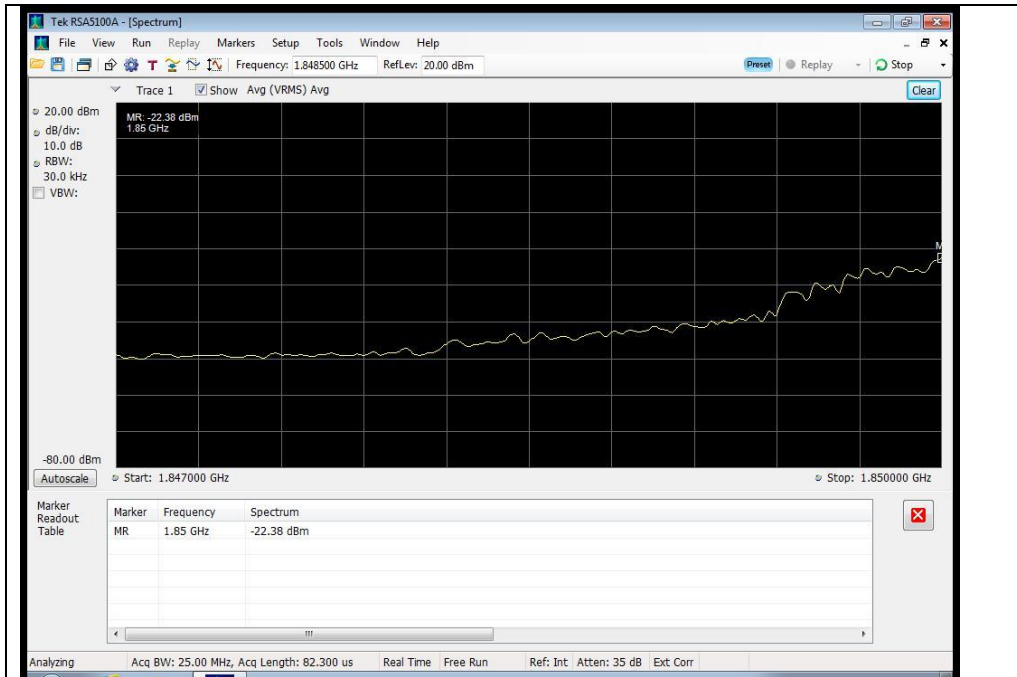 Tek RSA5100A - [Spectrum]
File View Run Replay Markers Setup Tools Window Help
T Frequency: 1.848500 GHz RefLev: 20.00 dBm Preset Replay Stop
Trace 1 Show Avg (VRMS) Avg Clear
20.00 dBm
dB/div:
10.0 dB
RBW:
30.0 kHz
VBW:
MR: -22.38 dBm
1.85 GHz
M
-80.00 dBm
Autoscale Start: 1.847000 GHz Stop: 1.850000 GHz
Marker
Readout
Table
Marker Frequency Spectrum
MR 1.85 GHz -22.38 dBm
Analyzing Acq BW: 25.00 MHz, Acq Length: 82.300 us Real Time Free Run Ref: Int Atten: 35 dB Ext Corr